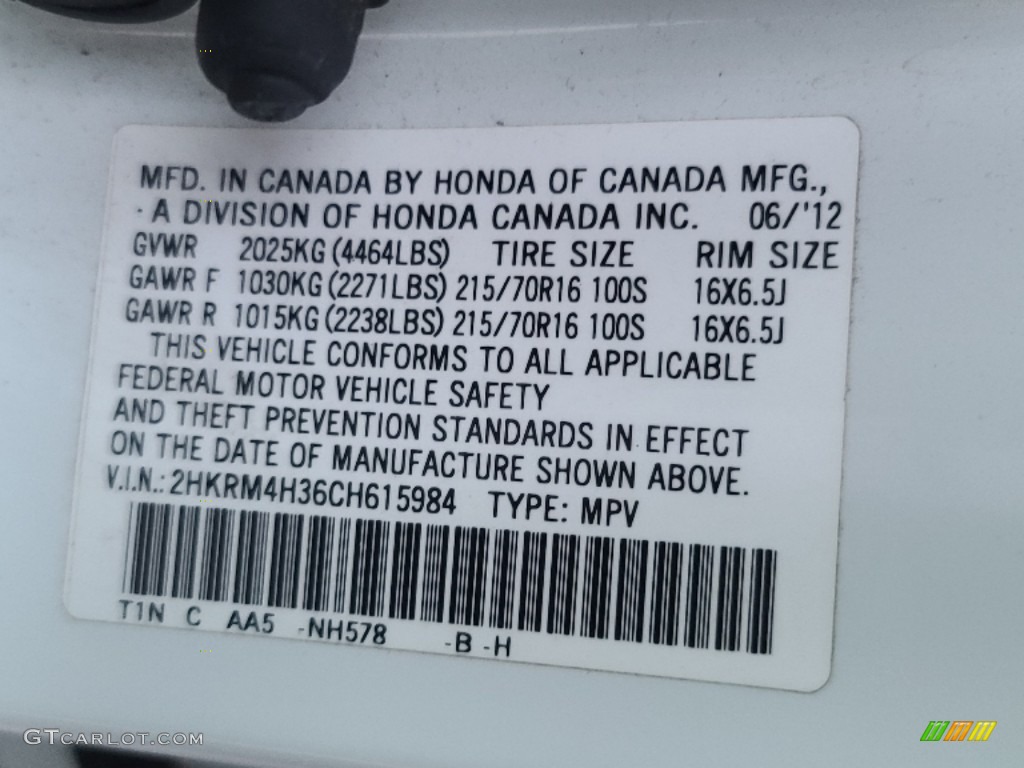 MFD. IN CANADA BY HONDA OF CANADA MFG.,
· A DIVISION OF HONDA CANADA INC. 06/'12
GVWR 2025KG (4464LBS) TIRE SIZE RIM SIZE
GAWR F 1030KG (2271LBS) 215/70R16 100S 16X6.5J
GAWR R 1015KG (2238LBS) 215/70R16 100S 16X6.5J
THIS VEHICLE CONFORMS TO ALL APPLICABLE
FEDERAL MOTOR VEHICLE SAFETY
AND THEFT PREVENTION STANDARDS IN EFFECT
ON THE DATE OF MANUFACTURE SHOWN ABOVE.
V.I.N.: 2HKRM4H36CH615984 TYPE: MPV
T1N C AA5 -NH578 -B -H
GTCARLOT.COM